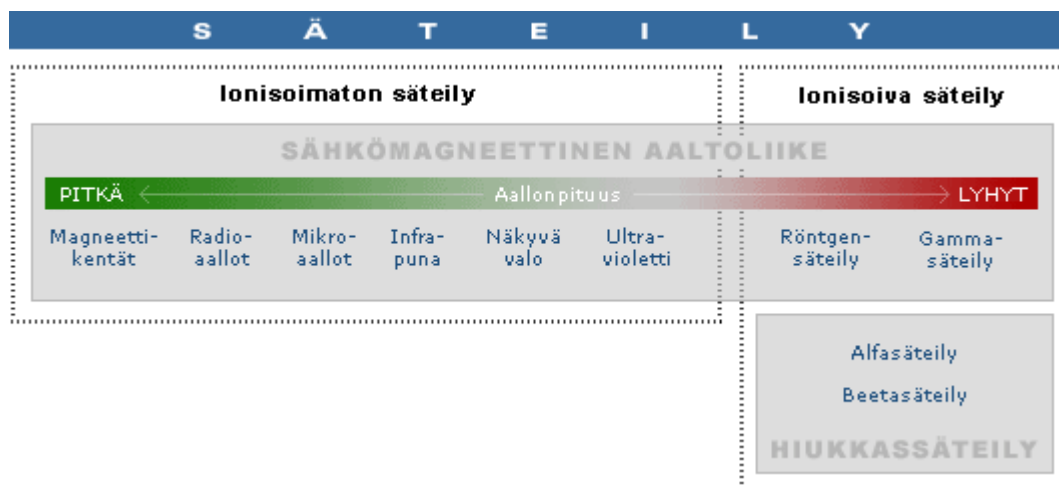 SÄTEILY
Ionisoimaton säteily
Ionisoiva säteily
SÄHKÖMAGNEETTINEN AALTOLIIKE
PITKÄ Aallonpituus LYHYT
Magneetti-
kentät
Radio-
aallot
Mikro-
aallot
Infra-
puna
Näkyvä
valo
Ultra-
violetti
Röntgen-
säteily
Gamma-
säteily
Alfasäteily
Beetasäteily
HIUKKASSÄTEILY